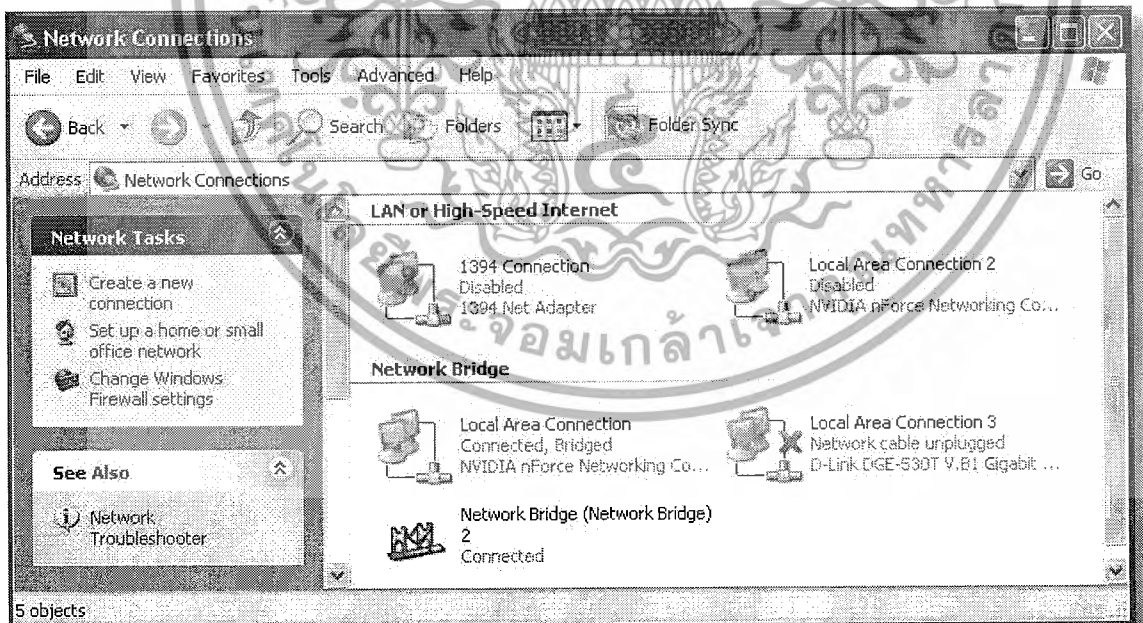 Network Connections
File Edit View Favorites Tools Advanced Help
Back Search Folders Folder Sync
Address Network Connections Go
Network Tasks
Create a new
connection
Set up a home or small
office network
Change Windows
Firewall settings
See Also
Network
Troubleshooter
LAN or High-Speed Internet
1394 Connection
Disabled
1394 Net Adapter
Local Area Connection 2
Disabled
NVIDIA nForce Networking Co...
Network Bridge
Local Area Connection
Connected, Bridged
NVIDIA nForce Networking Co...
Local Area Connection 3
Network cable unplugged
D-Link DGE-530T V.B1 Gigabit ...
Network Bridge (Network Bridge)
2
Connected
5 objects